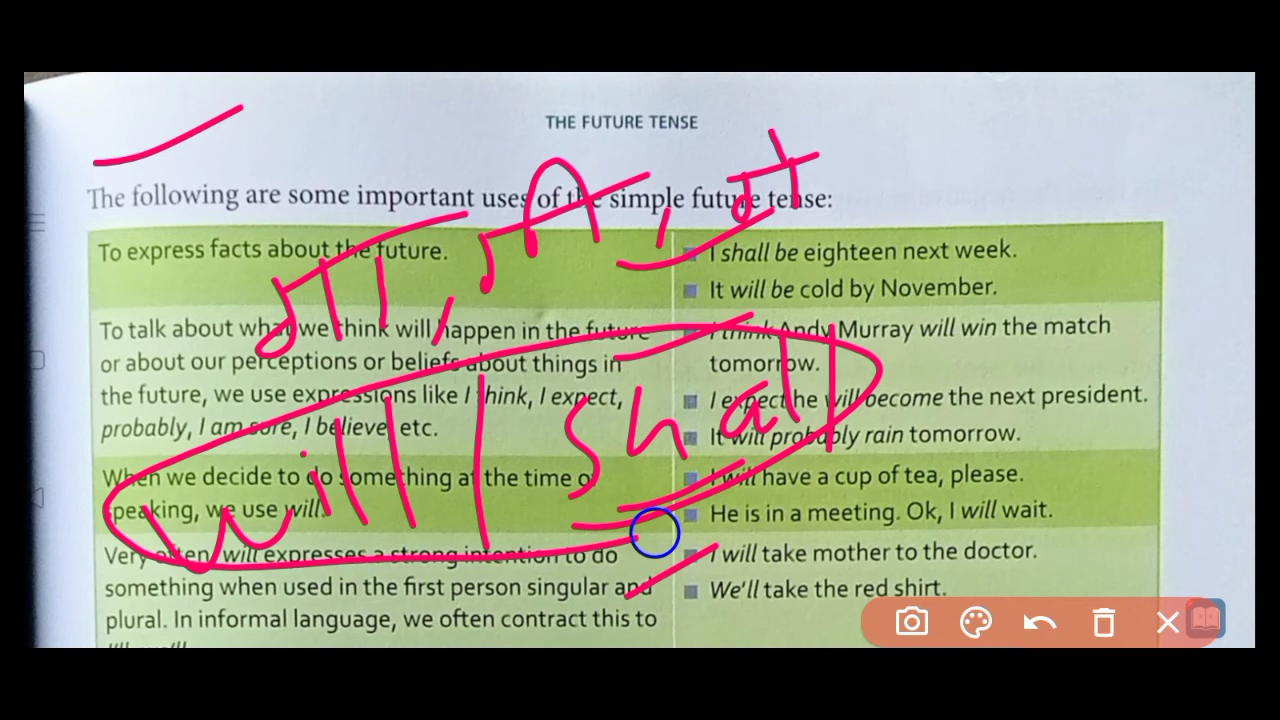 THE FUTURE TENSE
The following are some important uses of the simple future tense:
To express facts about the future.
I shall be eighteen next week.
It will be cold by November.
To talk about what we think will happen in the future
or about our perceptions or beliefs about things in
the future, we use expressions like I think, I expect,
probably, I am sure, I believe, etc.
I think Andy Murray will win the match
tomorrow.
I expect he will become the next president.
It will probably rain tomorrow.
When we decide to do something at the time of
speaking, we use will.
I will have a cup of tea, please.
He is in a meeting. Ok, I will wait.
Very often, will expresses a strong intention to do
something when used in the first person singular and
plural. In informal language, we often contract this to
I will take mother to the doctor.
We'll take the red shirt.
will / shall